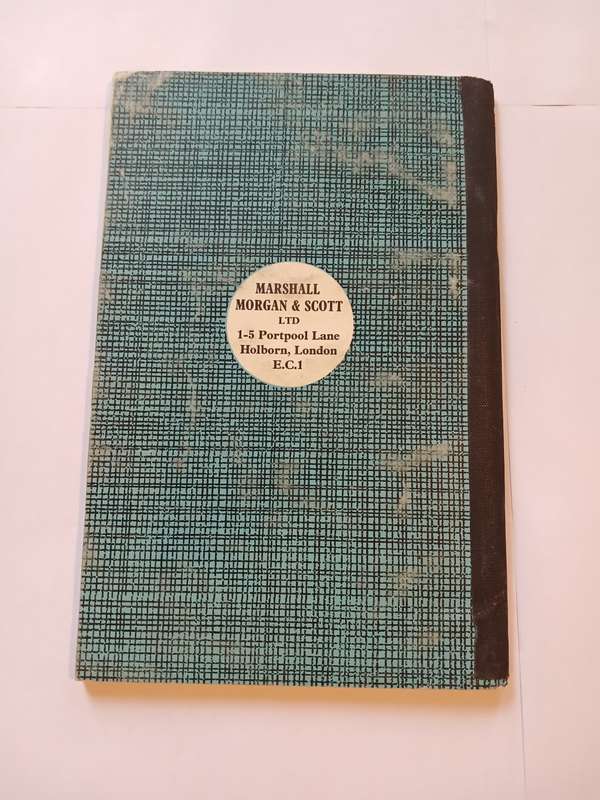 MARSHALL
MORGAN & SCOTT
LTD
1-5 Portpool Lane
Holborn, London
E.C.1